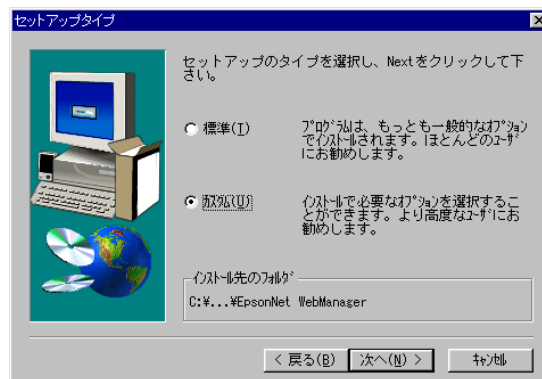 セットアップタイプ
セットアップのタイプを選択し、Nextをクリックして下
さい。
標準(T)
ﾌﾟﾛｸﾞﾗﾑは、もっとも一般的なｵﾌﾟｼｮﾝ
でｲﾝｽﾄｰﾙされます。ほとんどのﾕｰｻﾞ
にお勧めします。
ｶｽﾀﾑ(U)
ｲﾝｽﾄｰﾙで必要なｵﾌﾟｼｮﾝを選択するこ
とができます。より高度なﾕｰｻﾞにお
勧めします。
ｲﾝｽﾄｰﾙ先のﾌｫﾙﾀﾞ
C:¥...¥EpsonNet WebManager
< 戻る(B)
次へ(N) >
ｷｬﾝｾﾙ